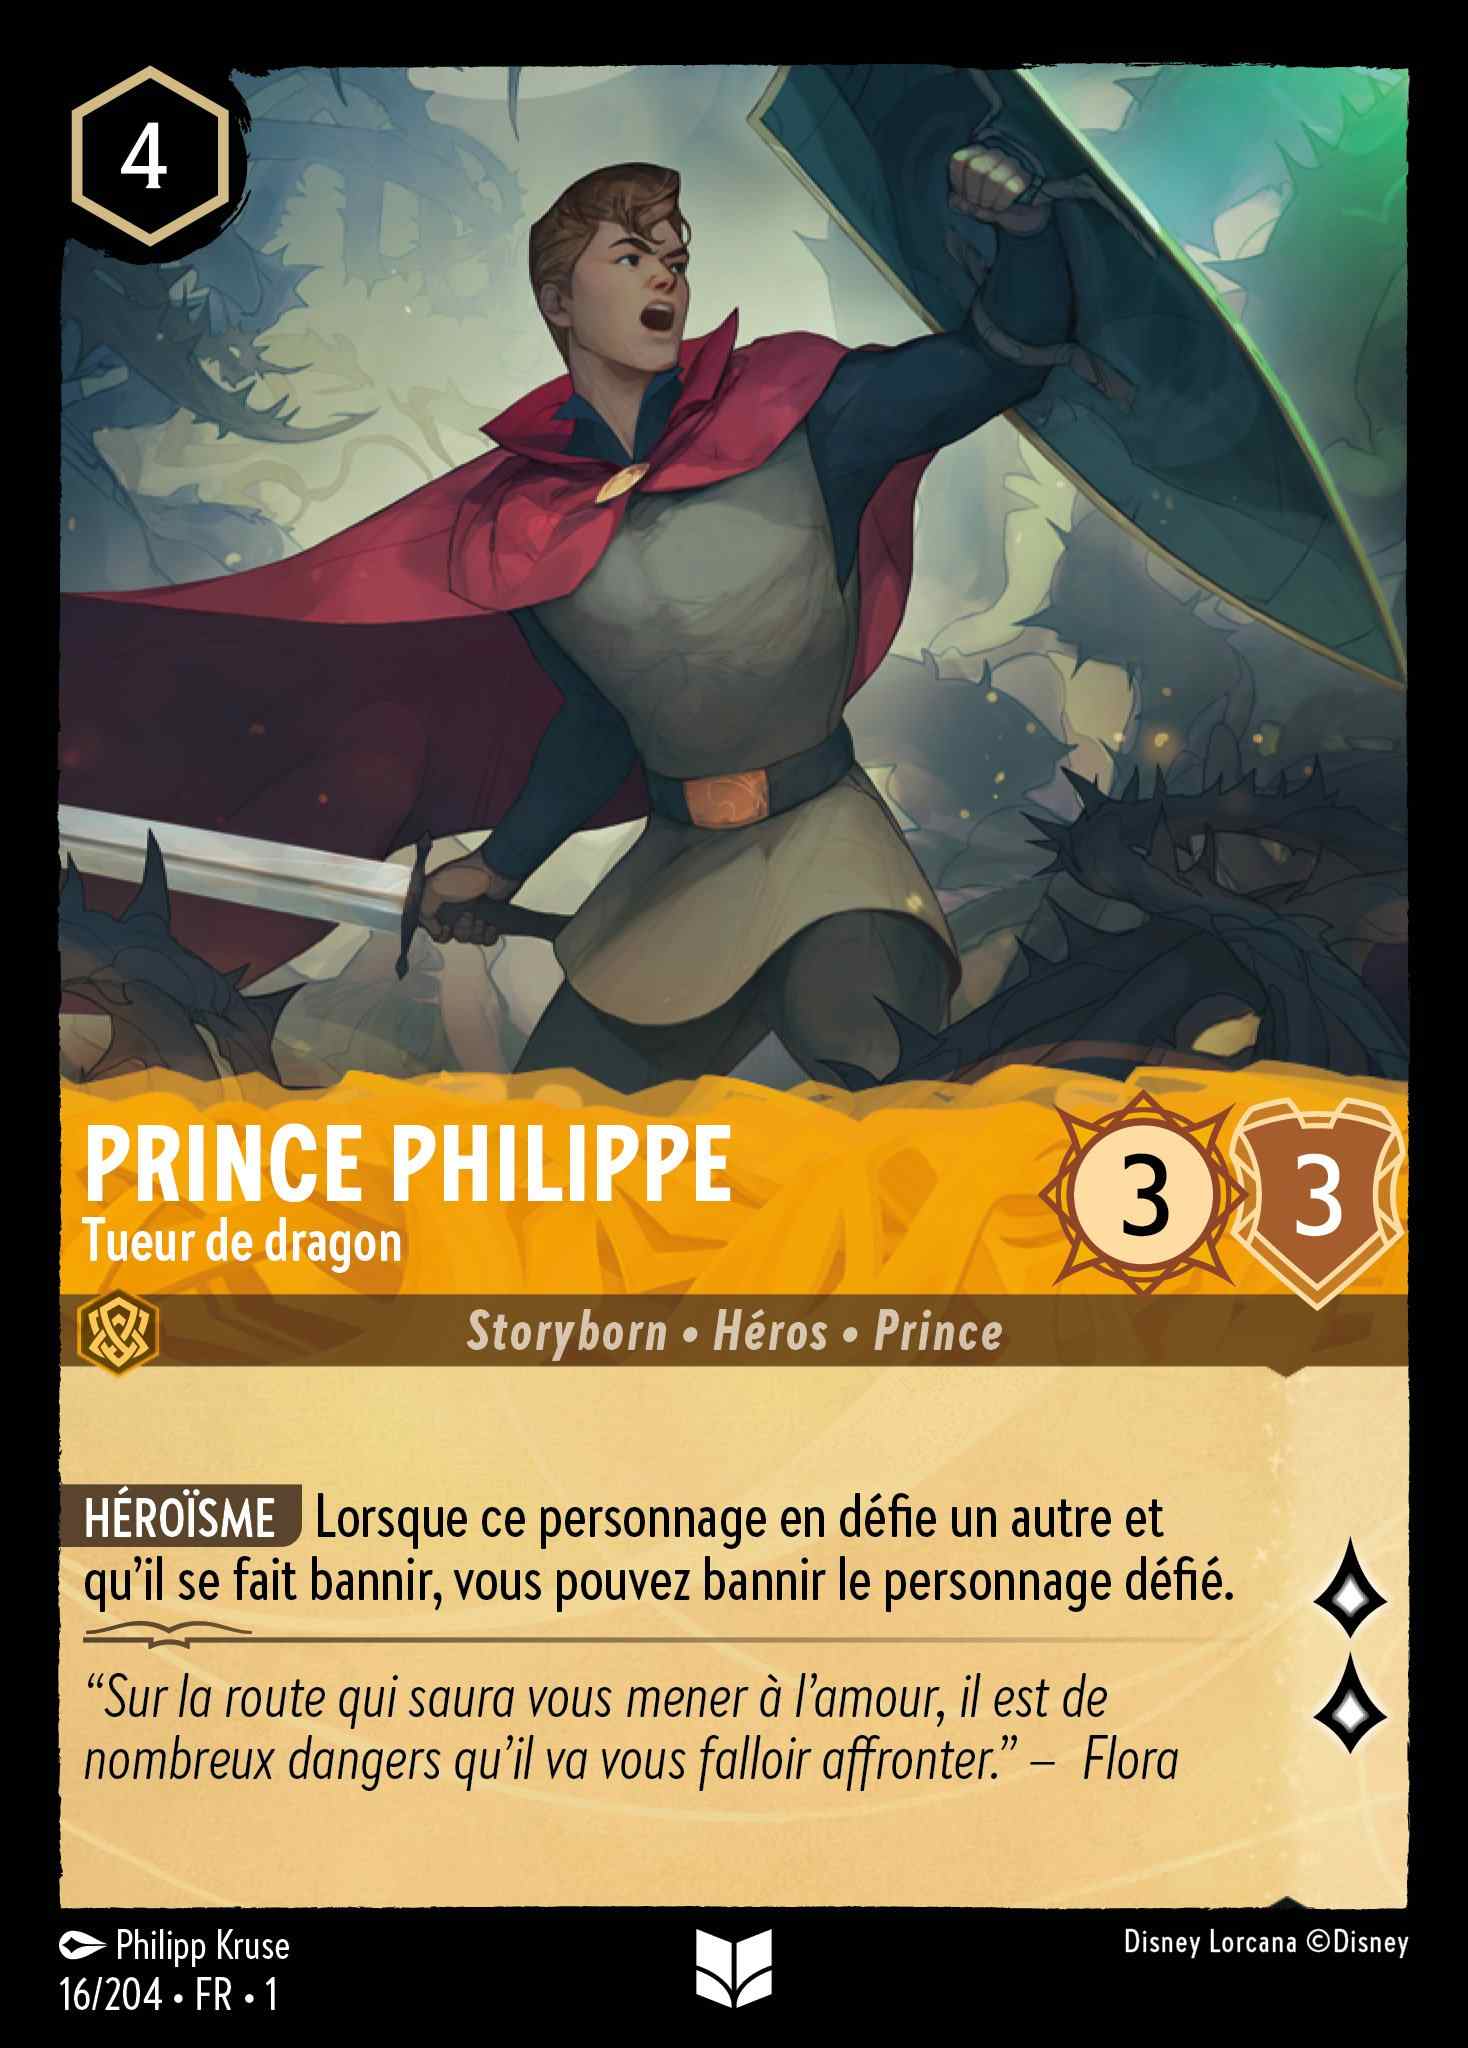 4
PRINCE PHILIPPE
Tueur de dragon
3
3
Storyborn • Héros • Prince
HÉROÏSME Lorsque ce personnage en défie un autre et
qu’il se fait bannir, vous pouvez bannir le personnage défié.
“Sur la route qui saura vous mener à l’amour, il est de
nombreux dangers qu’il va vous falloir affronter.” – Flora
Philipp Kruse
Disney Lorcana ©Disney
16/204 • FR • 1